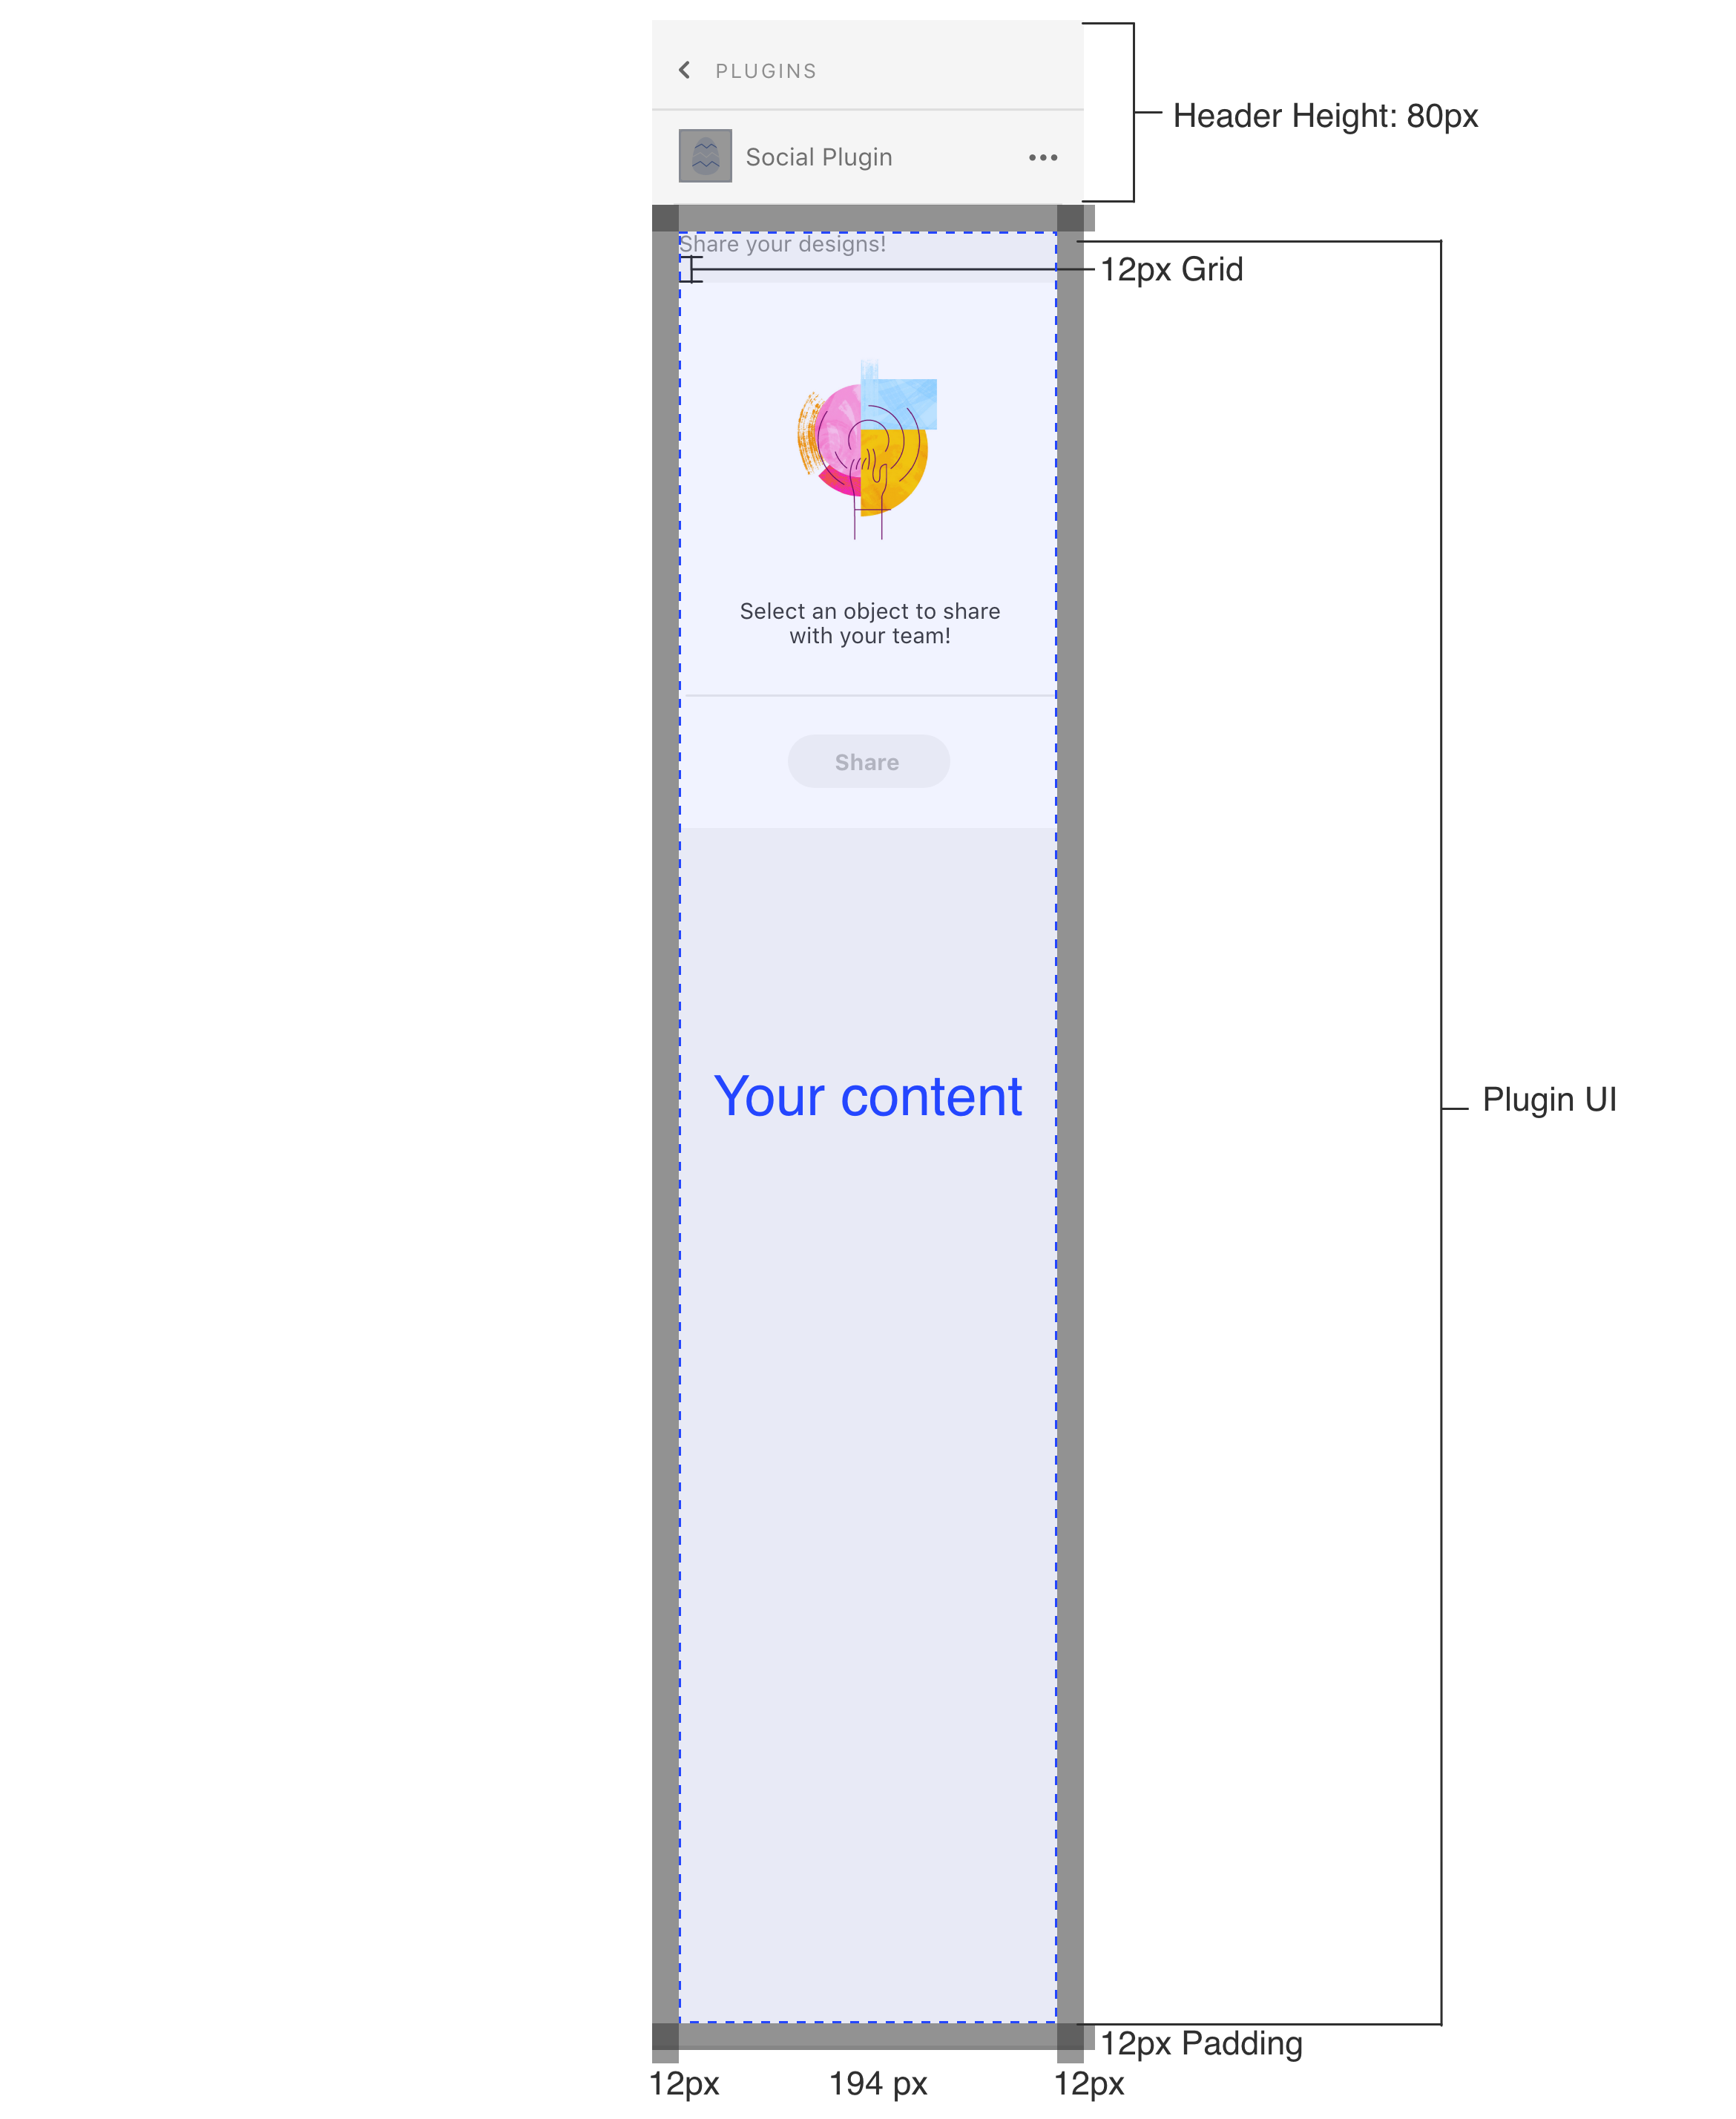 PLUGINS
Header Height: 80px
Social Plugin
Share your designs!
12px Grid
Select an object to share
with your team!
Share
Your content
Plugin UI
12px Padding
12px
194 px
12px